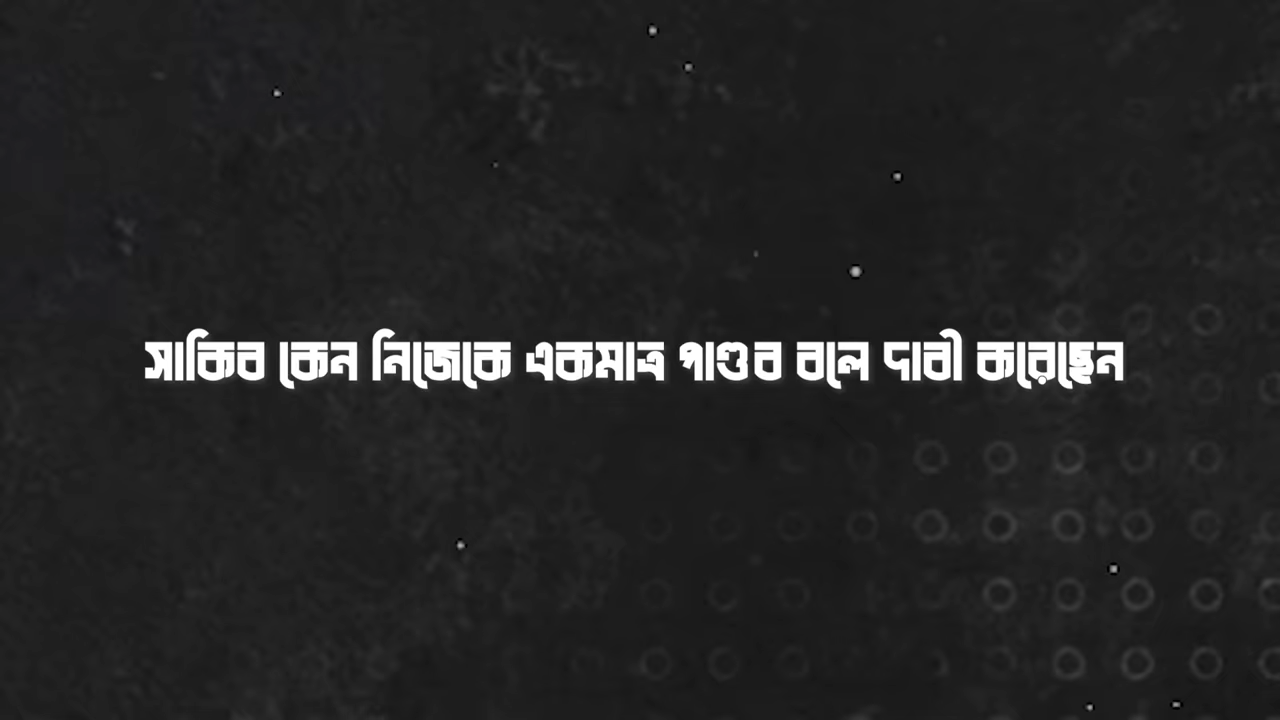 সাকিব কেন নিজেকে একমাত্র পাণ্ডব বলে দাবী করেছেন